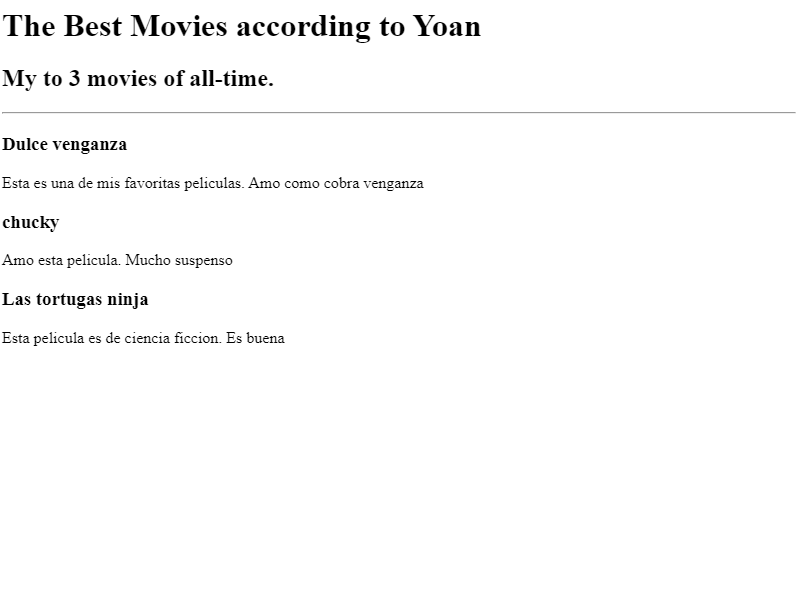 The Best Movies according to Yoan
My to 3 movies of all-time.
Dulce venganza
Esta es una de mis favoritas peliculas. Amo como cobra venganza
chucky
Amo esta pelicula. Mucho suspenso
Las tortugas ninja
Esta pelicula es de ciencia ficcion. Es buena